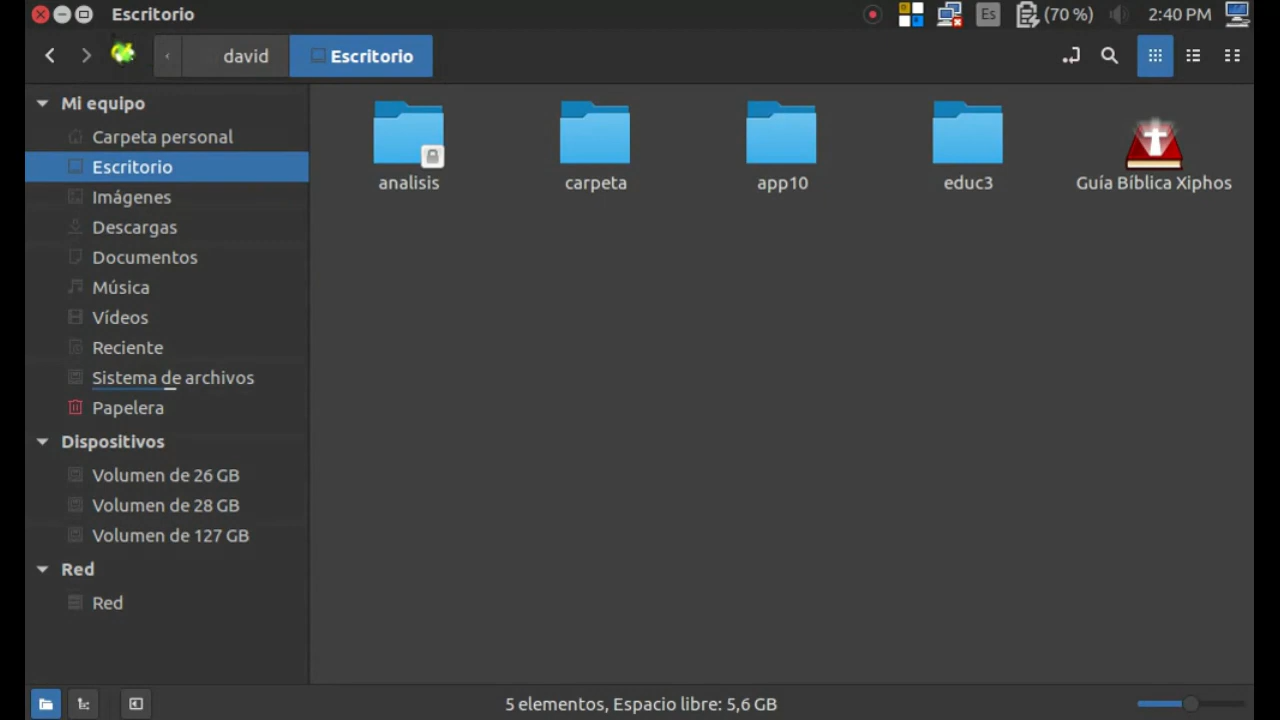 Escritorio
Es (70 %) 2:40 PM
david Escritorio
Mi equipo
Carpeta personal
Escritorio
Imágenes
Descargas
Documentos
Música
Vídeos
Reciente
Sistema de archivos
Papelera
Dispositivos
Volumen de 26 GB
Volumen de 28 GB
Volumen de 127 GB
Red
Red
analisis carpeta app10 educ3 Guía Bíblica Xiphos
5 elementos, Espacio libre: 5,6 GB